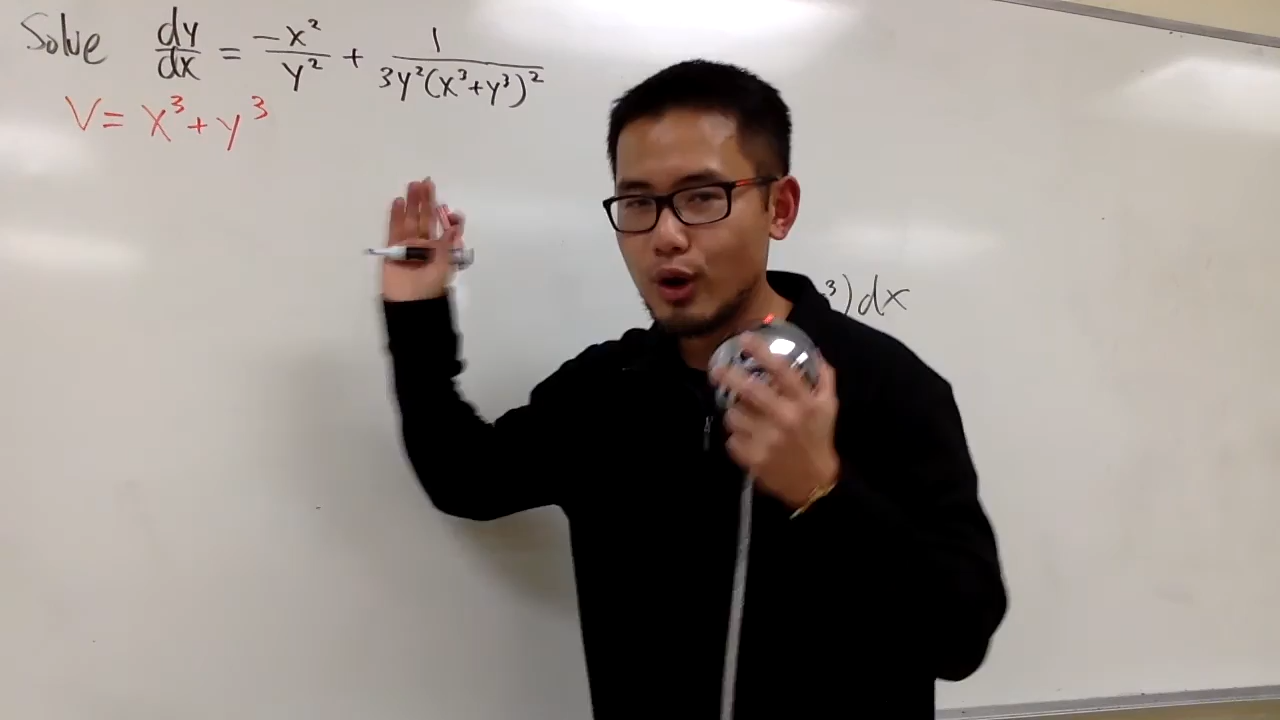 Solve dy/dx = -x²/y² + 1/(3y²(x³+y³)²)
V = x³+y³
³)dx